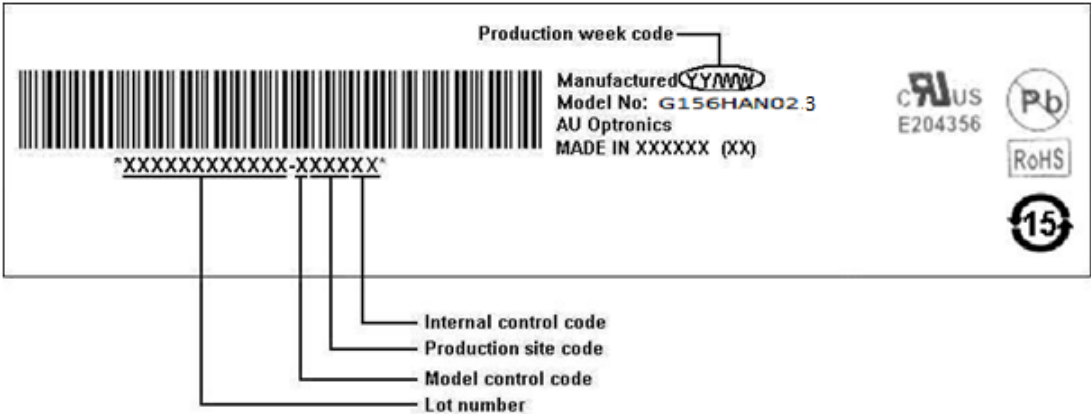 Production week code
Manufactured YY/WW
Model No: G156HAN02.3
AU Optronics
MADE IN XXXXXX (XX)
*XXXXXXXXXXXX-XXXXXX*
c RU US
E204356
Pb
RoHS
15
Internal control code
Production site code
Model control code
Lot number